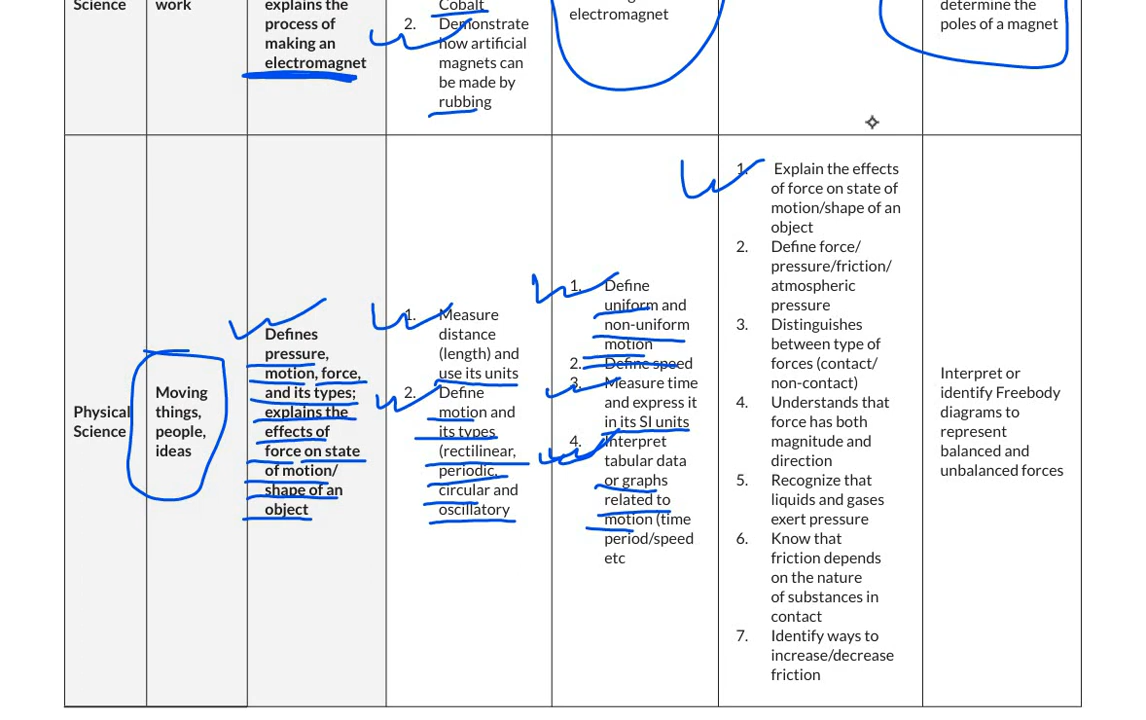 Science
work
explains the
process of
making an
electromagnet
Cobalt
2. Demonstrate
how artificial
magnets can
be made by
rubbing
electromagnet
determine the
poles of a magnet
Physical
Science
Moving
things,
people,
ideas
Defines
pressure,
motion, force,
and its types;
explains the
effects of
force on state
of motion/
shape of an
object
1. Measure
distance
(length) and
use its units
2. Define
motion and
its types
(rectilinear,
periodic,
circular and
oscillatory
1. Define
uniform and
non-uniform
motion
2. Define speed
3. Measure time
and express it
in its SI units
4. Interpret
tabular data
or graphs
related to
motion (time
period/speed
etc
1. Explain the effects
of force on state of
motion/shape of an
object
2. Define force/
pressure/friction/
atmospheric
pressure
3. Distinguishes
between type of
forces (contact/
non-contact)
4. Understands that
force has both
magnitude and
direction
5. Recognize that
liquids and gases
exert pressure
6. Know that
friction depends
on the nature
of substances in
contact
7. Identify ways to
increase/decrease
friction
Interpret or
identify Freebody
diagrams to
represent
balanced and
unbalanced forces